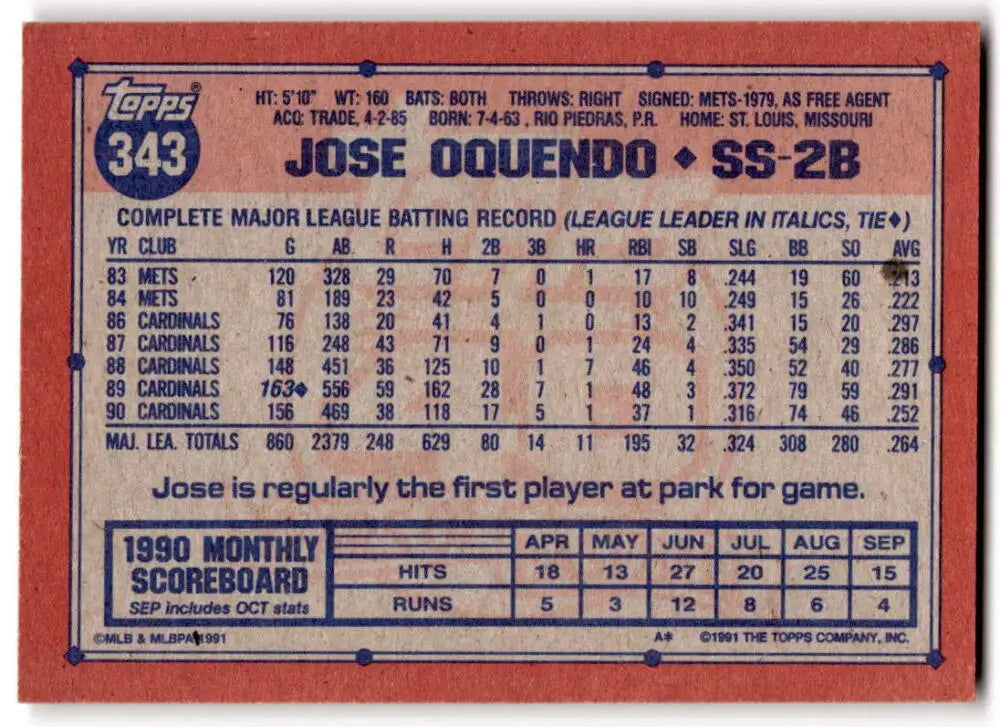 topps®
343
HT: 5'10" WT: 160 BATS: BOTH THROWS: RIGHT SIGNED: METS-1979, AS FREE AGENT
ACQ: TRADE, 4-2-85 BORN: 7-4-63, RIO PIEDRAS, P.R. HOME: ST. LOUIS, MISSOURI
JOSE OQUENDO ◆ SS-2B
COMPLETE MAJOR LEAGUE BATTING RECORD (LEAGUE LEADER IN ITALICS, TIE◆)
YR CLUB G AB R H 2B 3B HR RBI SB SLG BB SO AVG
83 METS 120 328 29 70 7 0 1 17 8 .244 19 60 .213
84 METS 81 189 23 42 5 0 0 10 10 .249 15 26 .222
86 CARDINALS 76 138 20 41 4 1 0 13 2 .341 15 20 .297
87 CARDINALS 116 248 43 71 9 0 1 24 4 .335 54 29 .286
88 CARDINALS 148 451 36 125 10 1 7 46 4 .350 52 40 .277
89 CARDINALS 163◆ 556 59 162 28 7 1 48 3 .372 79 59 .291
90 CARDINALS 156 469 38 118 17 5 1 37 1 .316 74 46 .252
MAJ. LEA. TOTALS 860 2379 248 629 80 14 11 195 32 .324 308 280 .264
Jose is regularly the first player at park for game.
1990 MONTHLY
SCOREBOARD
SEP includes OCT stats
APR MAY JUN JUL AUG SEP
HITS 18 13 27 20 25 15
RUNS 5 3 12 8 6 4
©MLB & MLBPA 1991 A* ©1991 THE TOPPS COMPANY, INC.